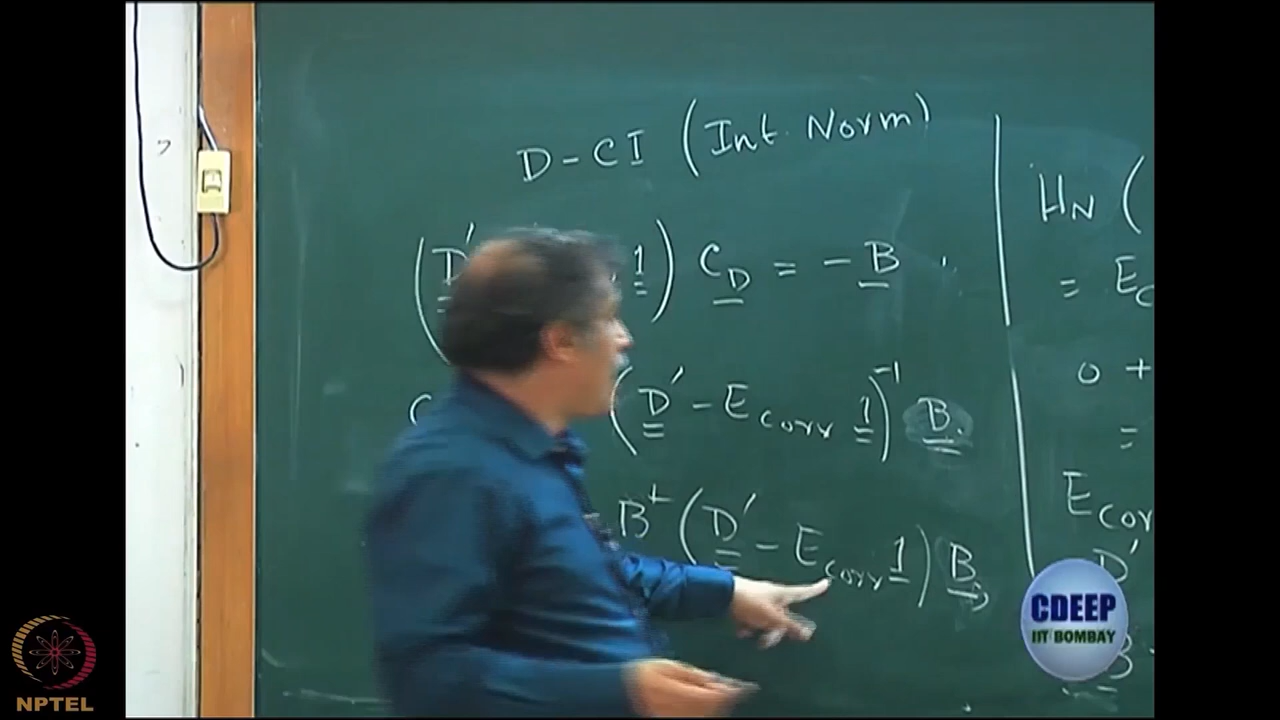 D-CI (Int. Norm)
(D' 1) C_D = -B
(D' - E_corr 1)^-1 B.
B^+ (D' - E_corr 1) B
H_N (
= E_C
0 +
=
E_cor
D'
B
CDEEP
IIT BOMBAY
NPTEL